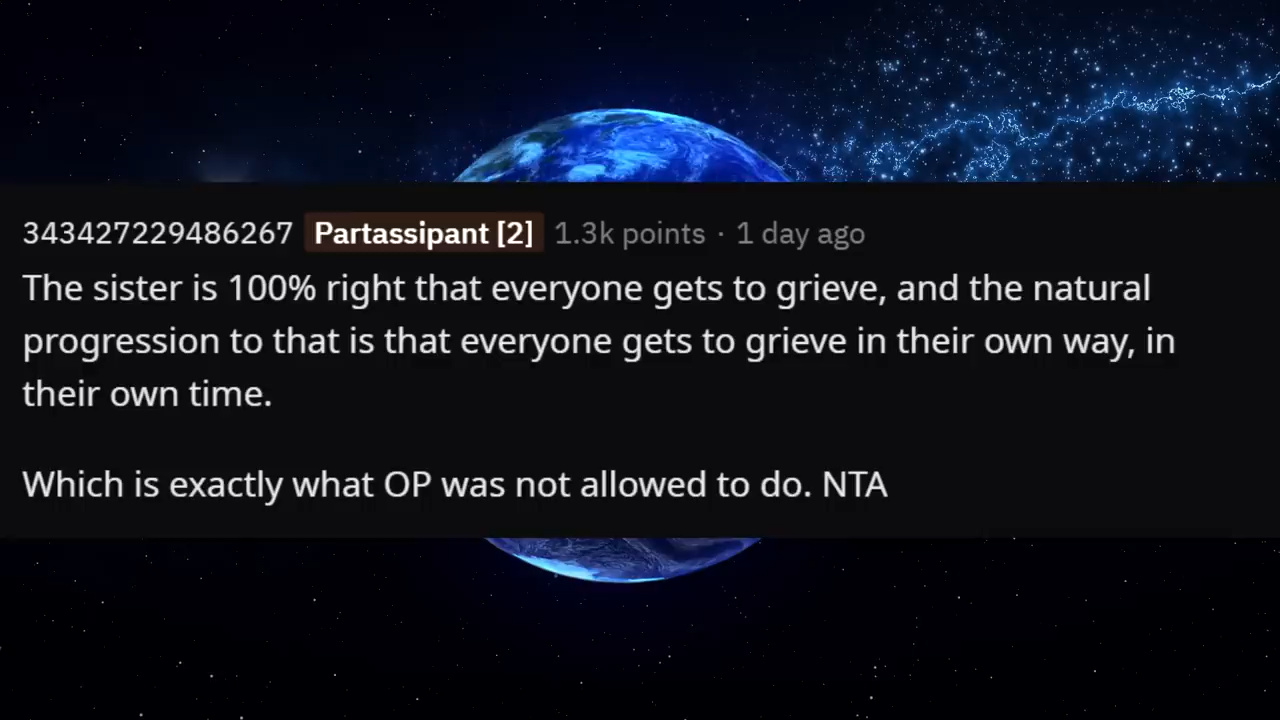 343427229486267 Partassipant [2] 1.3k points · 1 day ago
The sister is 100% right that everyone gets to grieve, and the natural
progression to that is that everyone gets to grieve in their own way, in
their own time.
Which is exactly what OP was not allowed to do. NTA